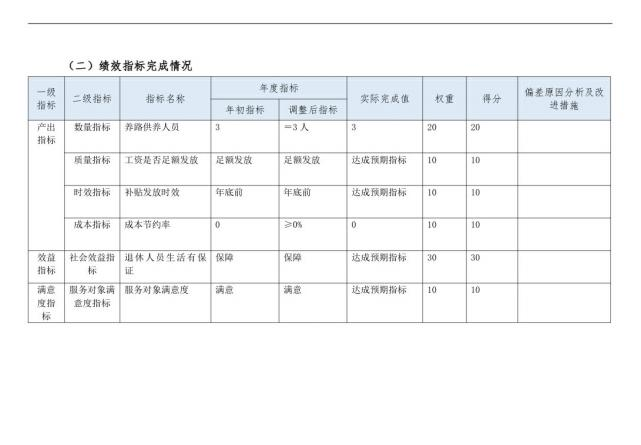 （二）绩效指标完成情况
一级指标 二级指标 指标名称 年度指标 实际完成值 权重 得分 偏差原因分析及改进措施
年初指标 调整后指标
产出指标 数量指标 养路供养人员 3 ＝3人 3 20 20
质量指标 工资是否足额发放 足额发放 足额发放 达成预期指标 10 10
时效指标 补贴发放时效 年底前 年底前 达成预期指标 10 10
成本指标 成本节约率 0 ≥0% 0 10 10
效益指标 社会效益指标 退休人员生活有保证 保障 保障 达成预期指标 30 30
满意度指标 服务对象满意度指标 服务对象满意度 满意 满意 达成预期指标 10 10